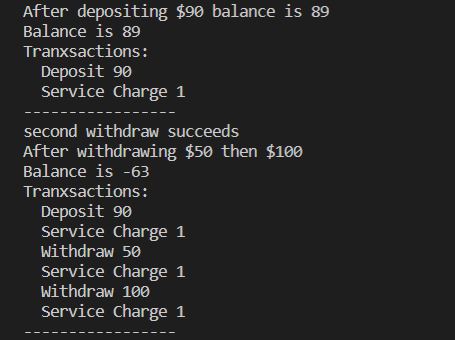 After depositing $90 balance is 89
Balance is 89
Tranxsactions:
  Deposit 90
  Service Charge 1
-----------------
second withdraw succeeds
After withdrawing $50 then $100
Balance is -63
Tranxsactions:
  Deposit 90
  Service Charge 1
  Withdraw 50
  Service Charge 1
  Withdraw 100
  Service Charge 1
-----------------